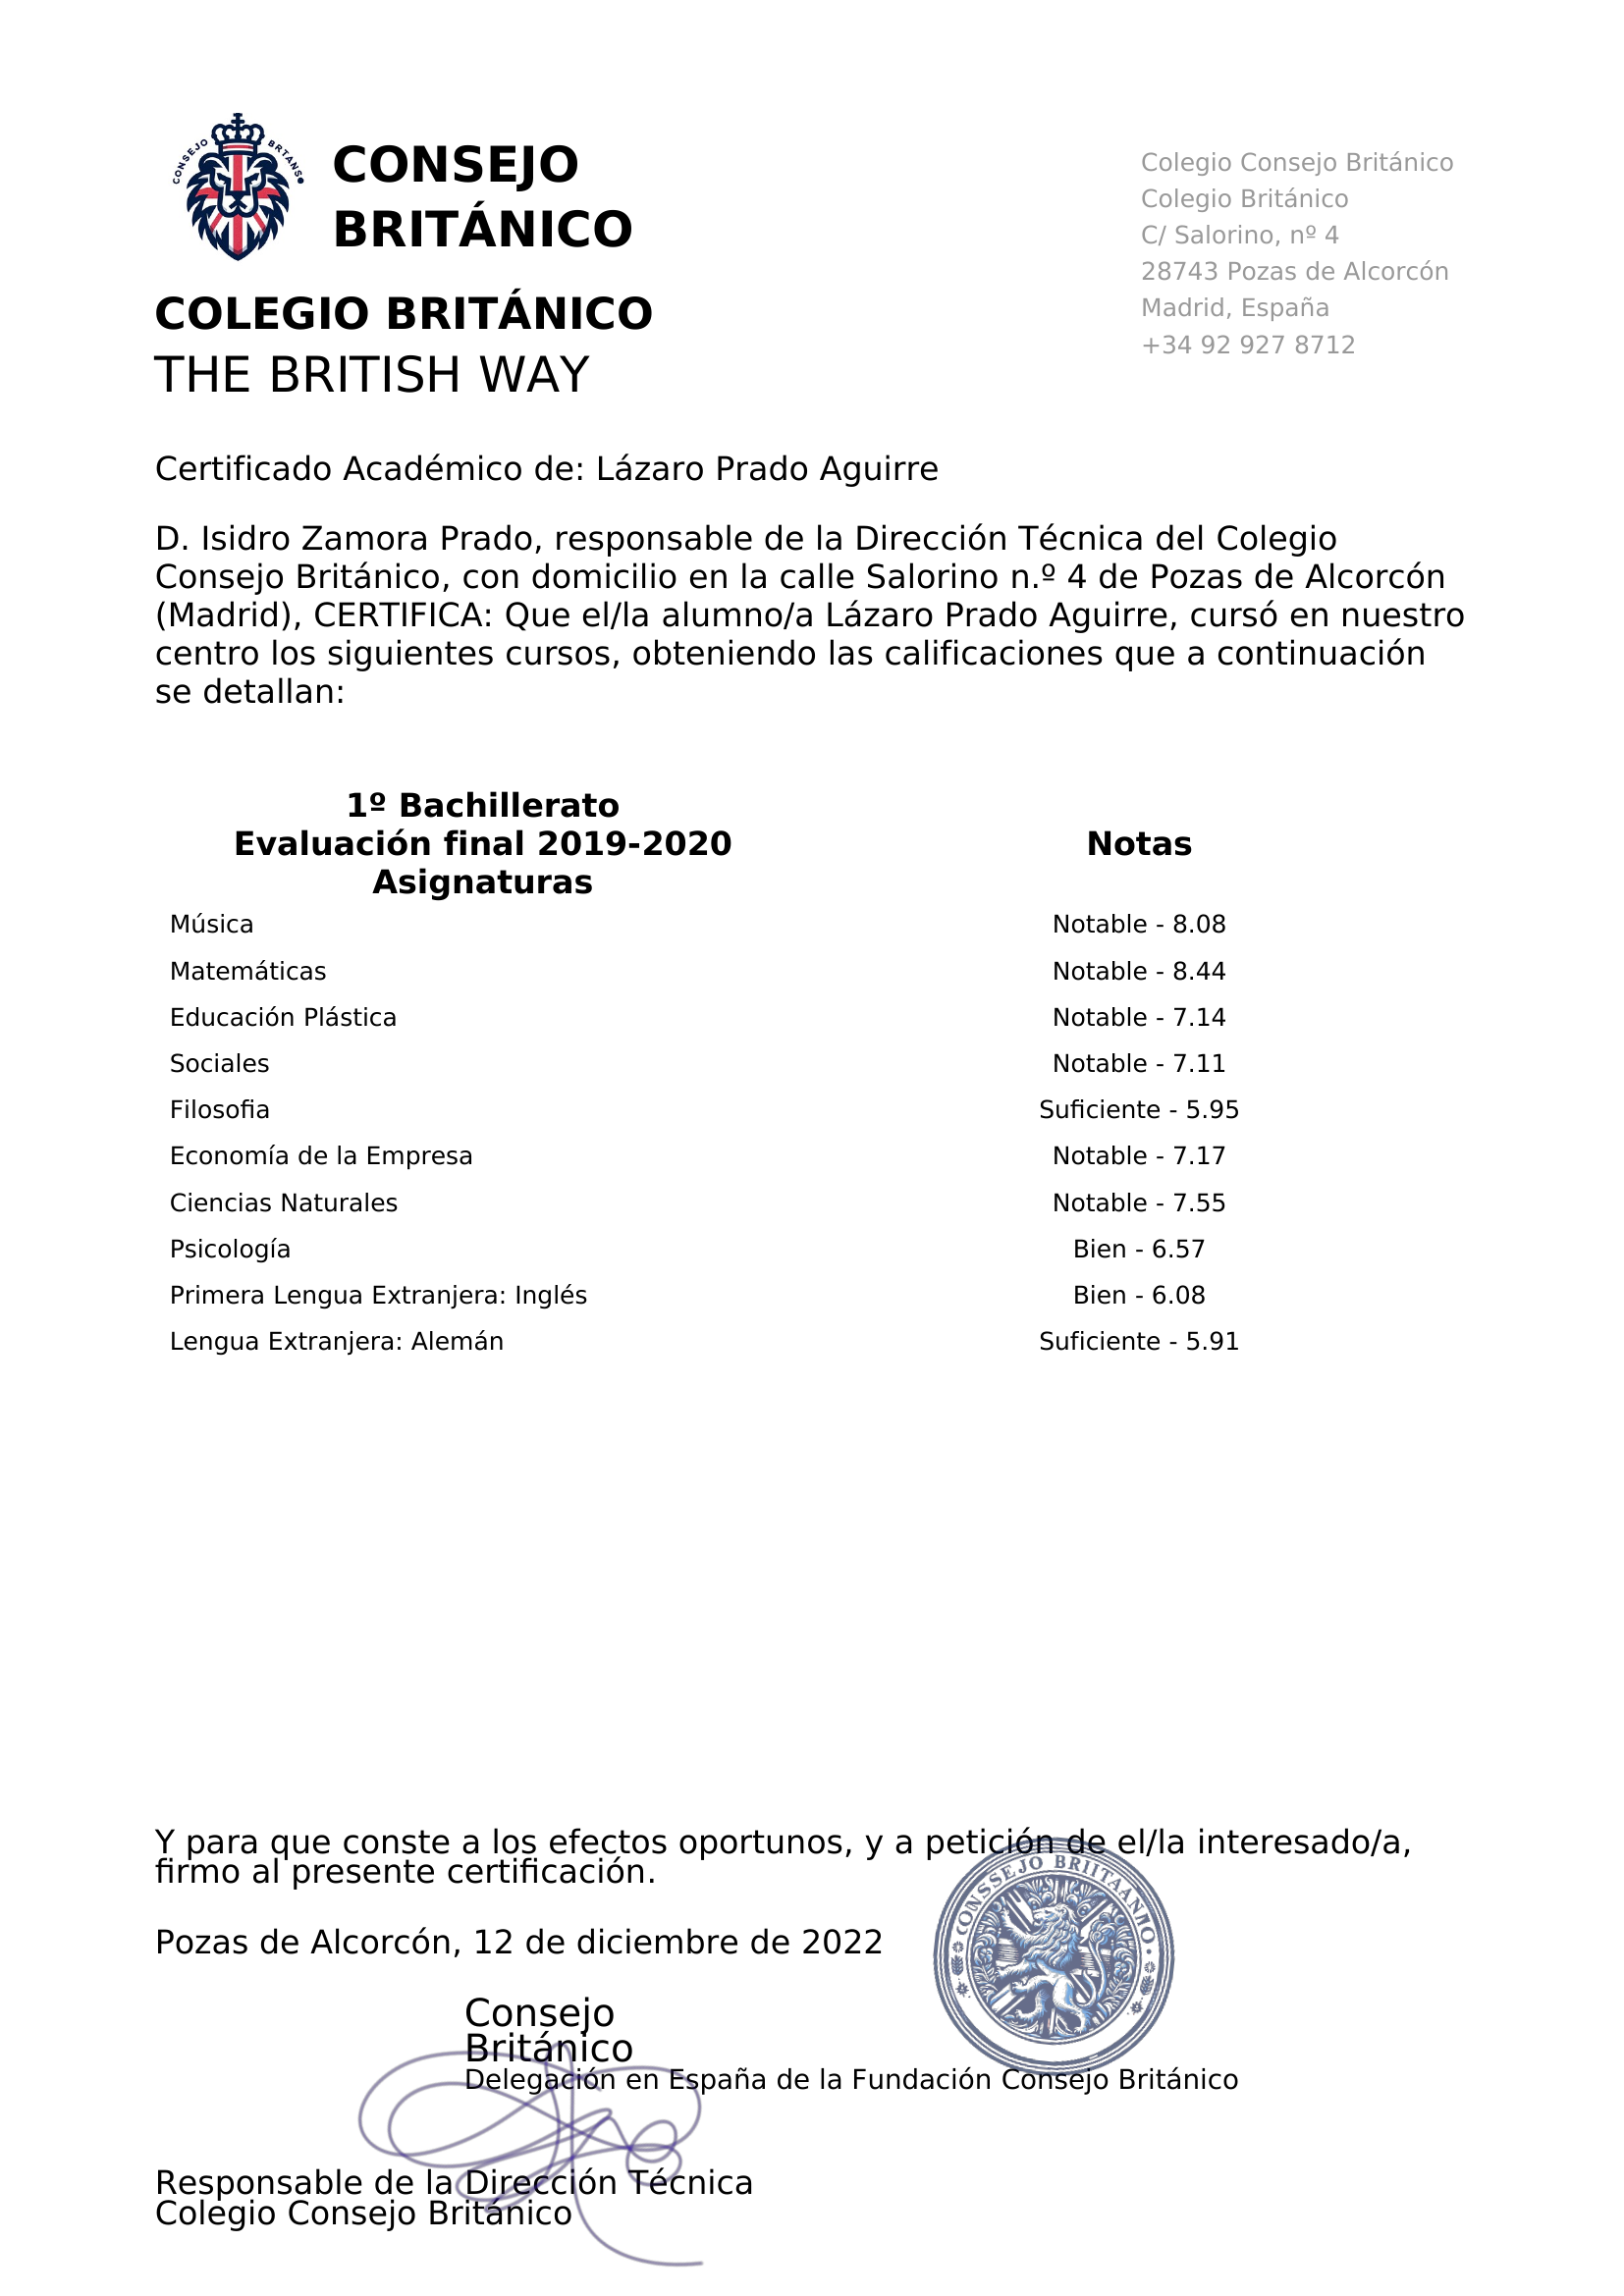 CONSEJO BRTANS
CONSEJO
BRITÁNICO
COLEGIO BRITÁNICO
THE BRITISH WAY
Colegio Consejo Británico
Colegio Británico
C/ Salorino, nº 4
28743 Pozas de Alcorcón
Madrid, España
+34 92 927 8712
Certificado Académico de: Lázaro Prado Aguirre
D. Isidro Zamora Prado, responsable de la Dirección Técnica del Colegio
Consejo Británico, con domicilio en la calle Salorino n.º 4 de Pozas de Alcorcón
(Madrid), CERTIFICA: Que el/la alumno/a Lázaro Prado Aguirre, cursó en nuestro
centro los siguientes cursos, obteniendo las calificaciones que a continuación
se detallan:
1º Bachillerato
Evaluación final 2019-2020 Notas
Asignaturas
Música Notable - 8.08
Matemáticas Notable - 8.44
Educación Plástica Notable - 7.14
Sociales Notable - 7.11
Filosofia Suficiente - 5.95
Economía de la Empresa Notable - 7.17
Ciencias Naturales Notable - 7.55
Psicología Bien - 6.57
Primera Lengua Extranjera: Inglés Bien - 6.08
Lengua Extranjera: Alemán Suficiente - 5.91
Y para que conste a los efectos oportunos, y a petición de el/la interesado/a,
firmo al presente certificación.
CONSSEJO BRIITAANNO
Pozas de Alcorcón, 12 de diciembre de 2022
Consejo
Británico
Delegación en España de la Fundación Consejo Británico
Responsable de la Dirección Técnica
Colegio Consejo Británico